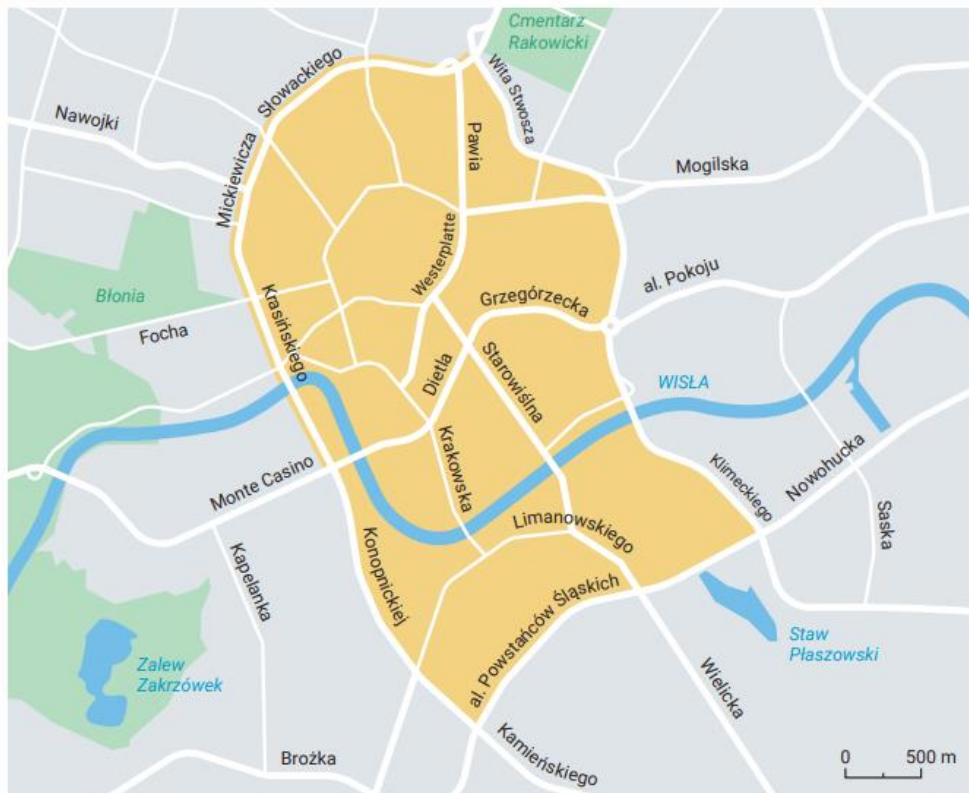 Cmentarz
Rakowicki
Słowackiego
Wita Stwosza
Nawojki
Pawia
Mogilska
Mickiewicza
Westerplatte
al. Pokoju
Błonia
Grzegórzecka
Focha
Krasińskiego
Dietla
Starowiślna
WISŁA
Krakowska
Monte Casino
Klimeckiego
Nowohucka
Limanowskiego
Saska
Kapelanka
Konopnickiej
al. Powstańców Śląskich
Staw
Płaszowski
Zalew
Zakrzówek
Wielicka
Brożka
Kamieńskiego
0 500 m